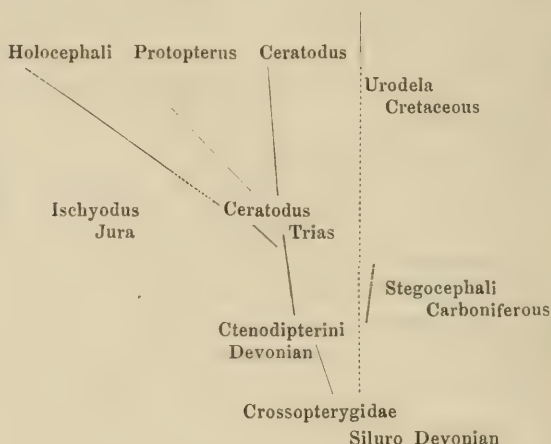 Holocephali Protopterus Ceratodus
Urodela
Cretaceous
Ischyodus
Jura
Ceratodus
Trias
Stegocephali
Carboniferous
Ctenodipterini
Devonian
Crossopterygidae
Siluro Devonian